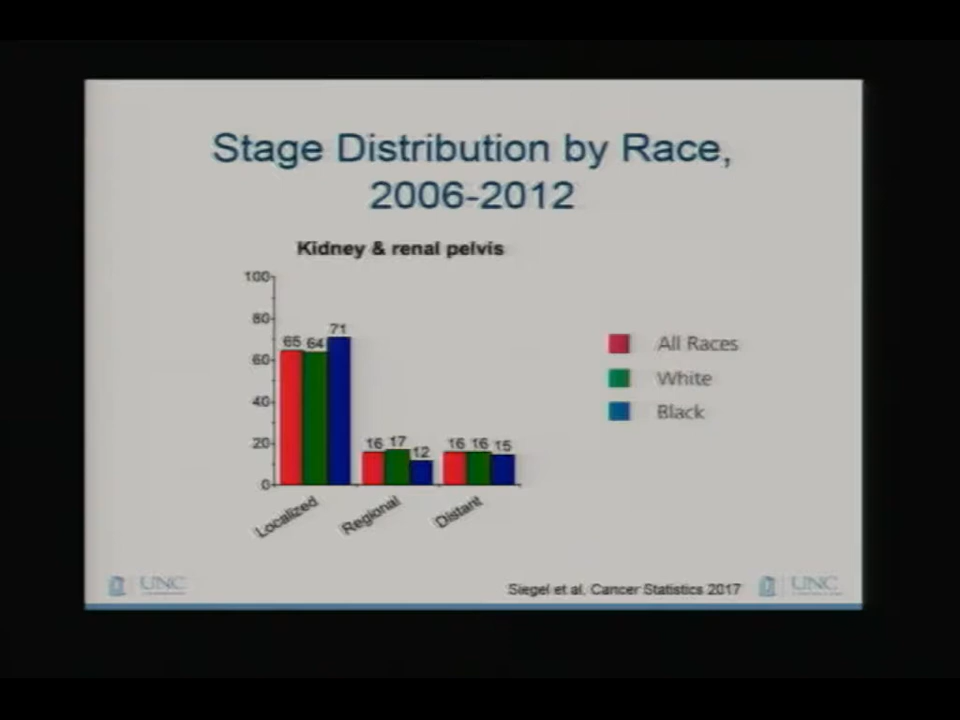 Stage Distribution by Race,
2006-2012
Kidney & renal pelvis
100
80
60
40
20
0
65 64 71
16 17 12
16 16 15
Localized
Regional
Distant
All Races
White
Black
UNC
Siegel et al, Cancer Statistics 2017
UNC